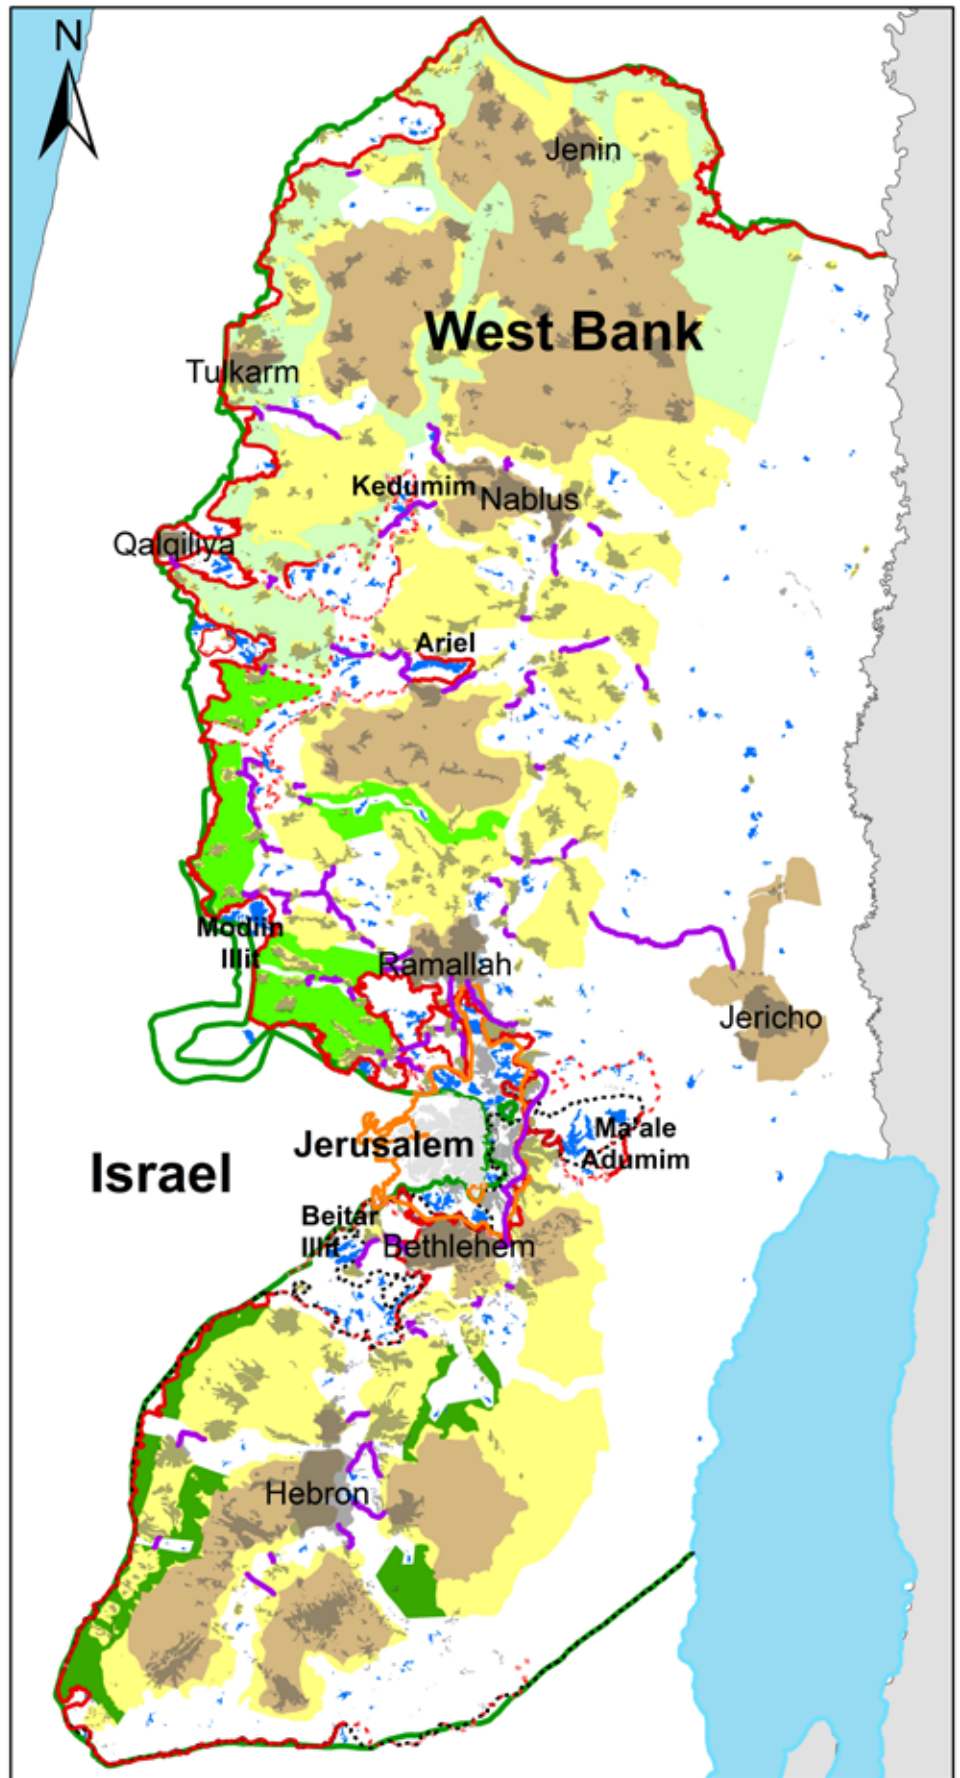 N
Jenin
West Bank
Tulkarm
Kedumim
Nablus
Qalqiliya
Ariel
Modiin
Illit
Ramallah
Jericho
Ma'ale
Adumim
Jerusalem
Israel
Beitar
Illit
Bethlehem
Hebron